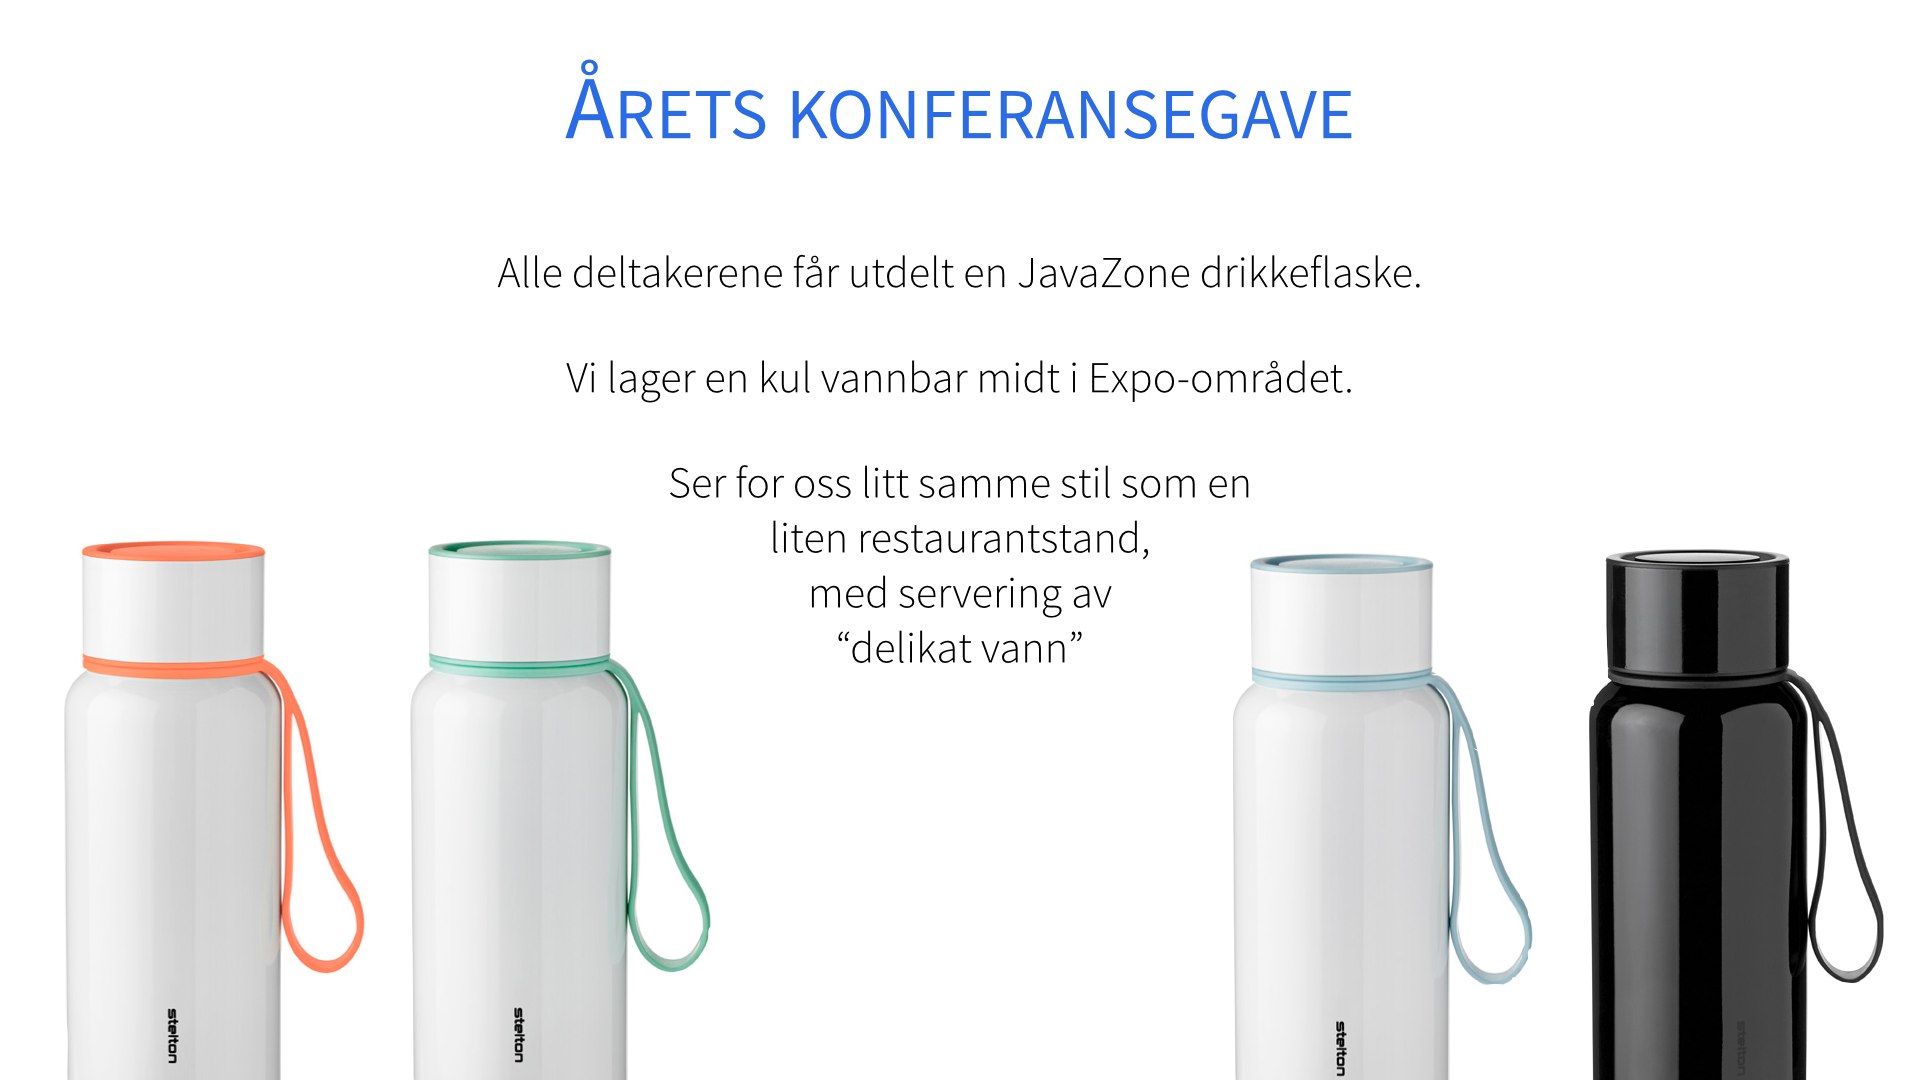 Årets konferansegave
Alle deltakerene får utdelt en JavaZone drikkeflaske.
Vi lager en kul vannbar midt i Expo-området.
Ser for oss litt samme stil som en
liten restaurantstand,
med servering av
“delikat vann”
stelton
stelton
stelton
stelton